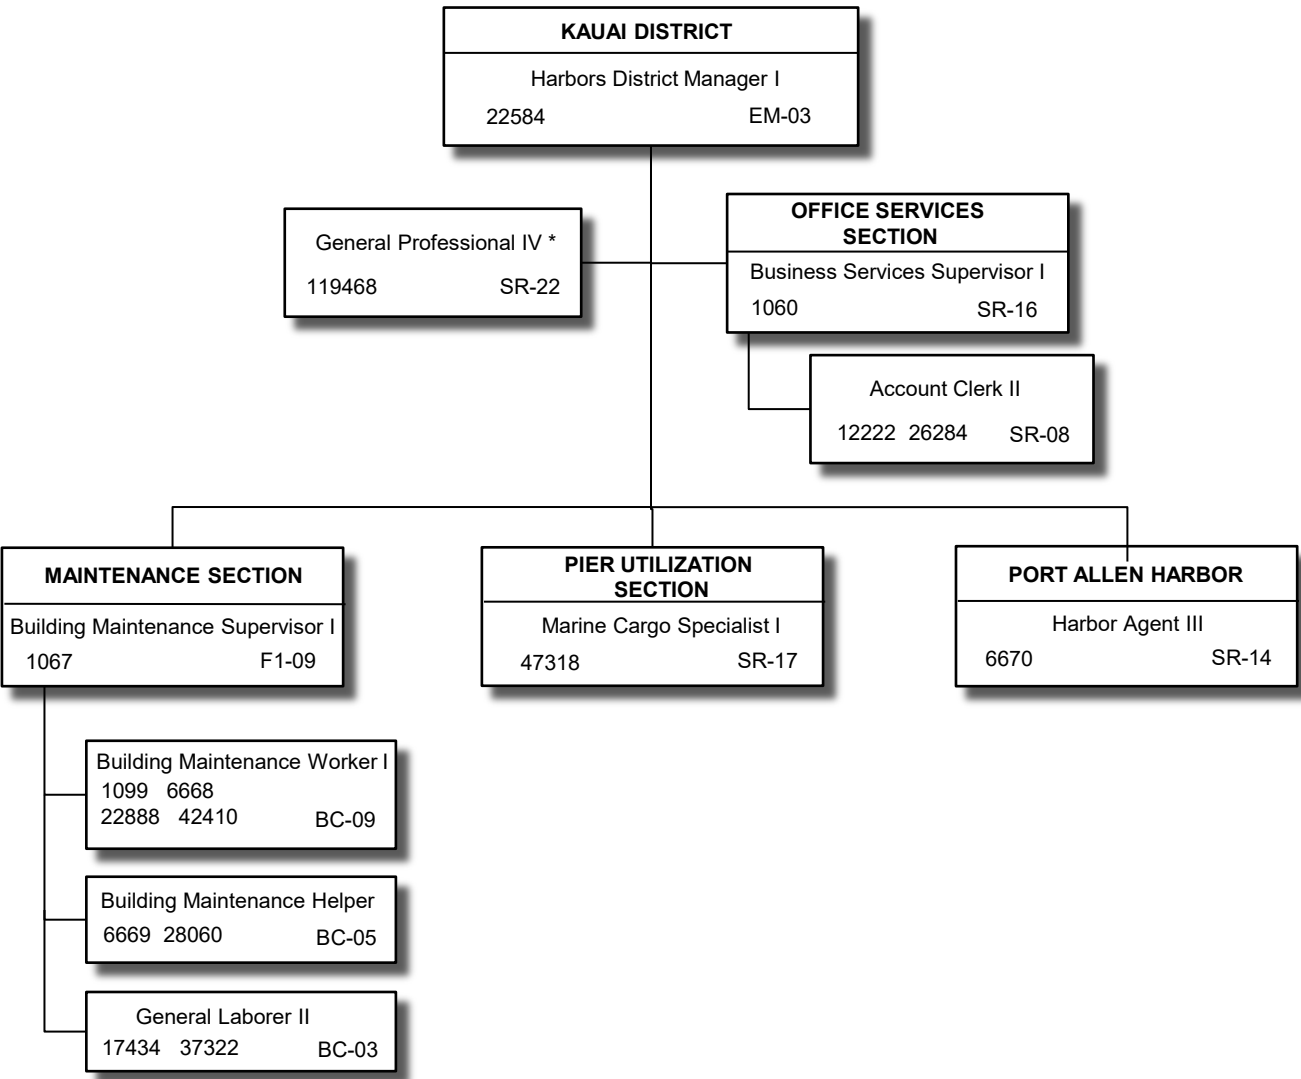 KAUAI DISTRICT
Harbors District Manager I
22584 EM-03
General Professional IV *
119468 SR-22
OFFICE SERVICES
SECTION
Business Services Supervisor I
1060 SR-16
Account Clerk II
12222 26284 SR-08
MAINTENANCE SECTION
Building Maintenance Supervisor I
1067 F1-09
PIER UTILIZATION
SECTION
Marine Cargo Specialist I
47318 SR-17
PORT ALLEN HARBOR
Harbor Agent III
6670 SR-14
Building Maintenance Worker I
1099 6668
22888 42410 BC-09
Building Maintenance Helper
6669 28060 BC-05
General Laborer II
17434 37322 BC-03